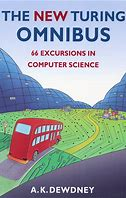 THE NEW TURING
OMNIBUS
66 EXCURSIONS IN
COMPUTER SCIENCE
A.K.DEWDNEY